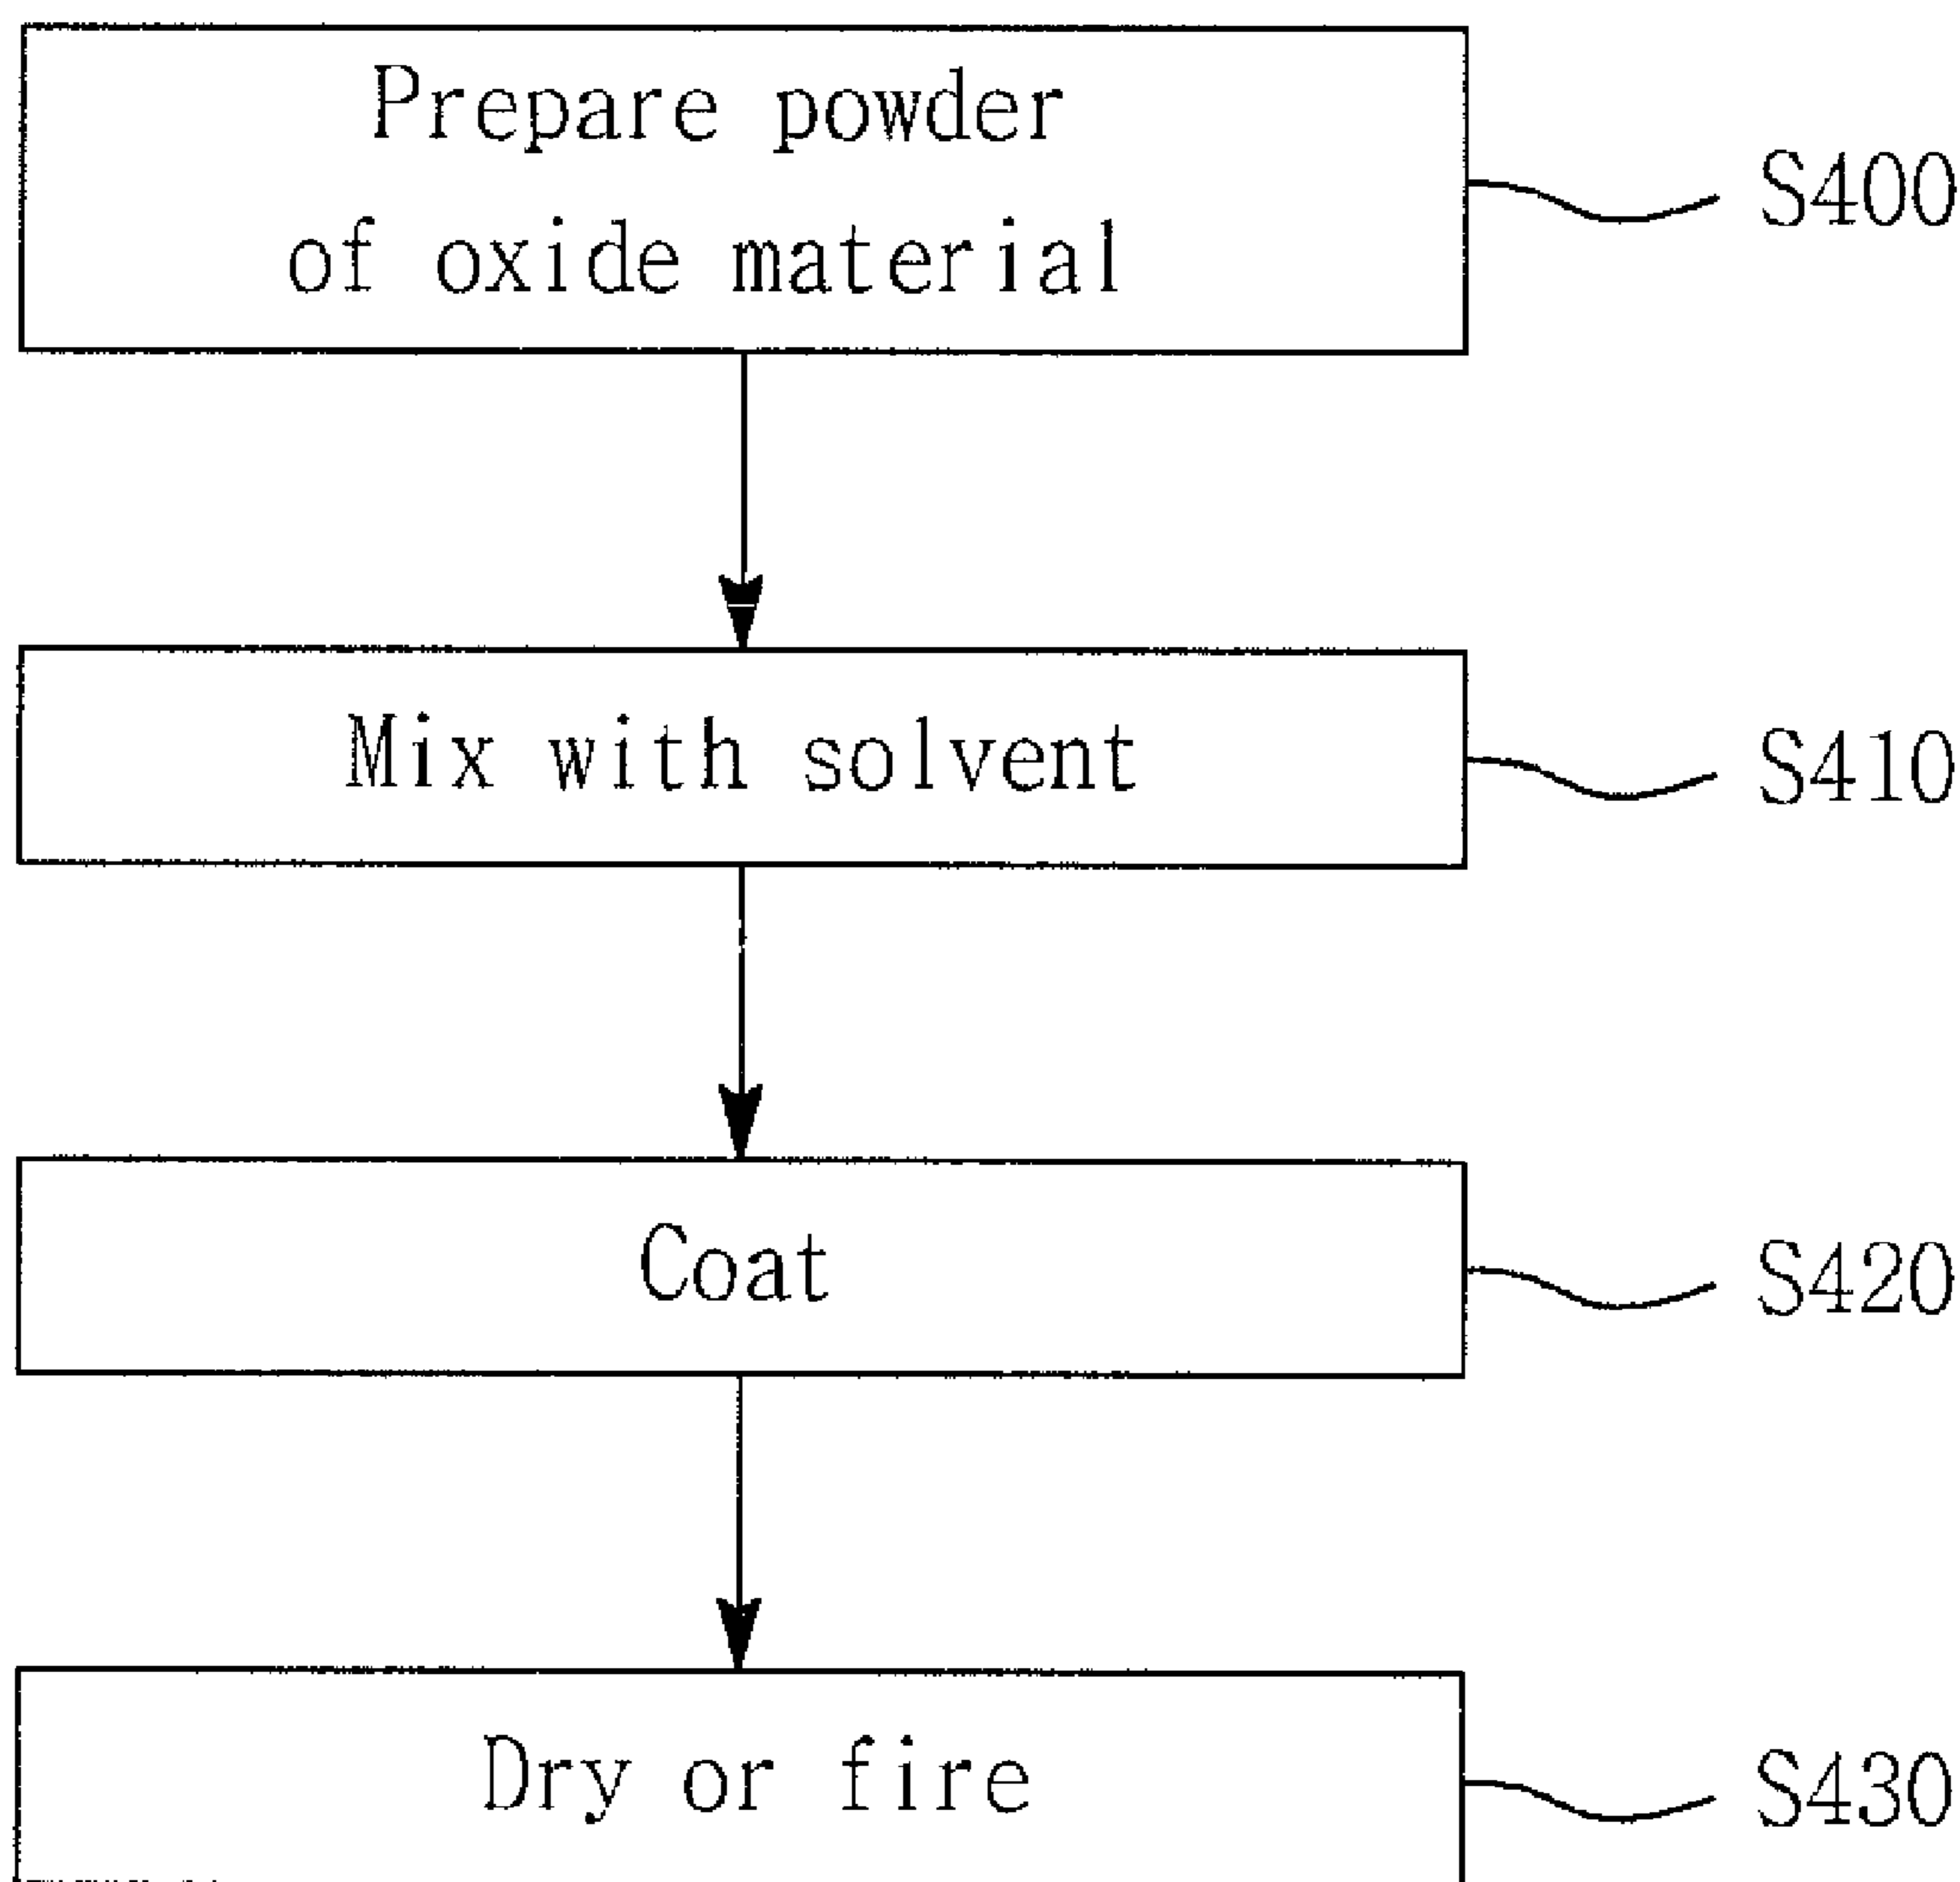 Prepare powder
of oxide material
S400
Mix with solvent
S410
Coat
S420
Dry or fire
S430